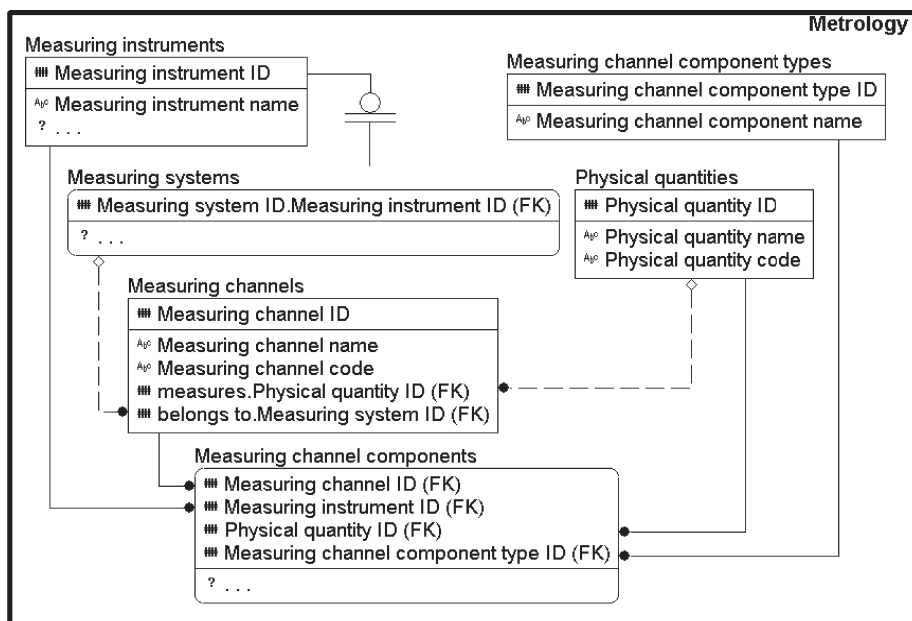 Metrology
Measuring instruments
Measuring instrument ID
Measuring instrument name
? . . .
Measuring channel component types
Measuring channel component type ID
Measuring channel component name
Measuring systems
Measuring system ID.Measuring instrument ID (FK)
? . . .
Physical quantities
Physical quantity ID
Physical quantity name
Physical quantity code
Measuring channels
Measuring channel ID
Measuring channel name
Measuring channel code
measures.Physical quantity ID (FK)
belongs to.Measuring system ID (FK)
Measuring channel components
Measuring channel ID (FK)
Measuring instrument ID (FK)
Physical quantity ID (FK)
Measuring channel component type ID (FK)
? . . .